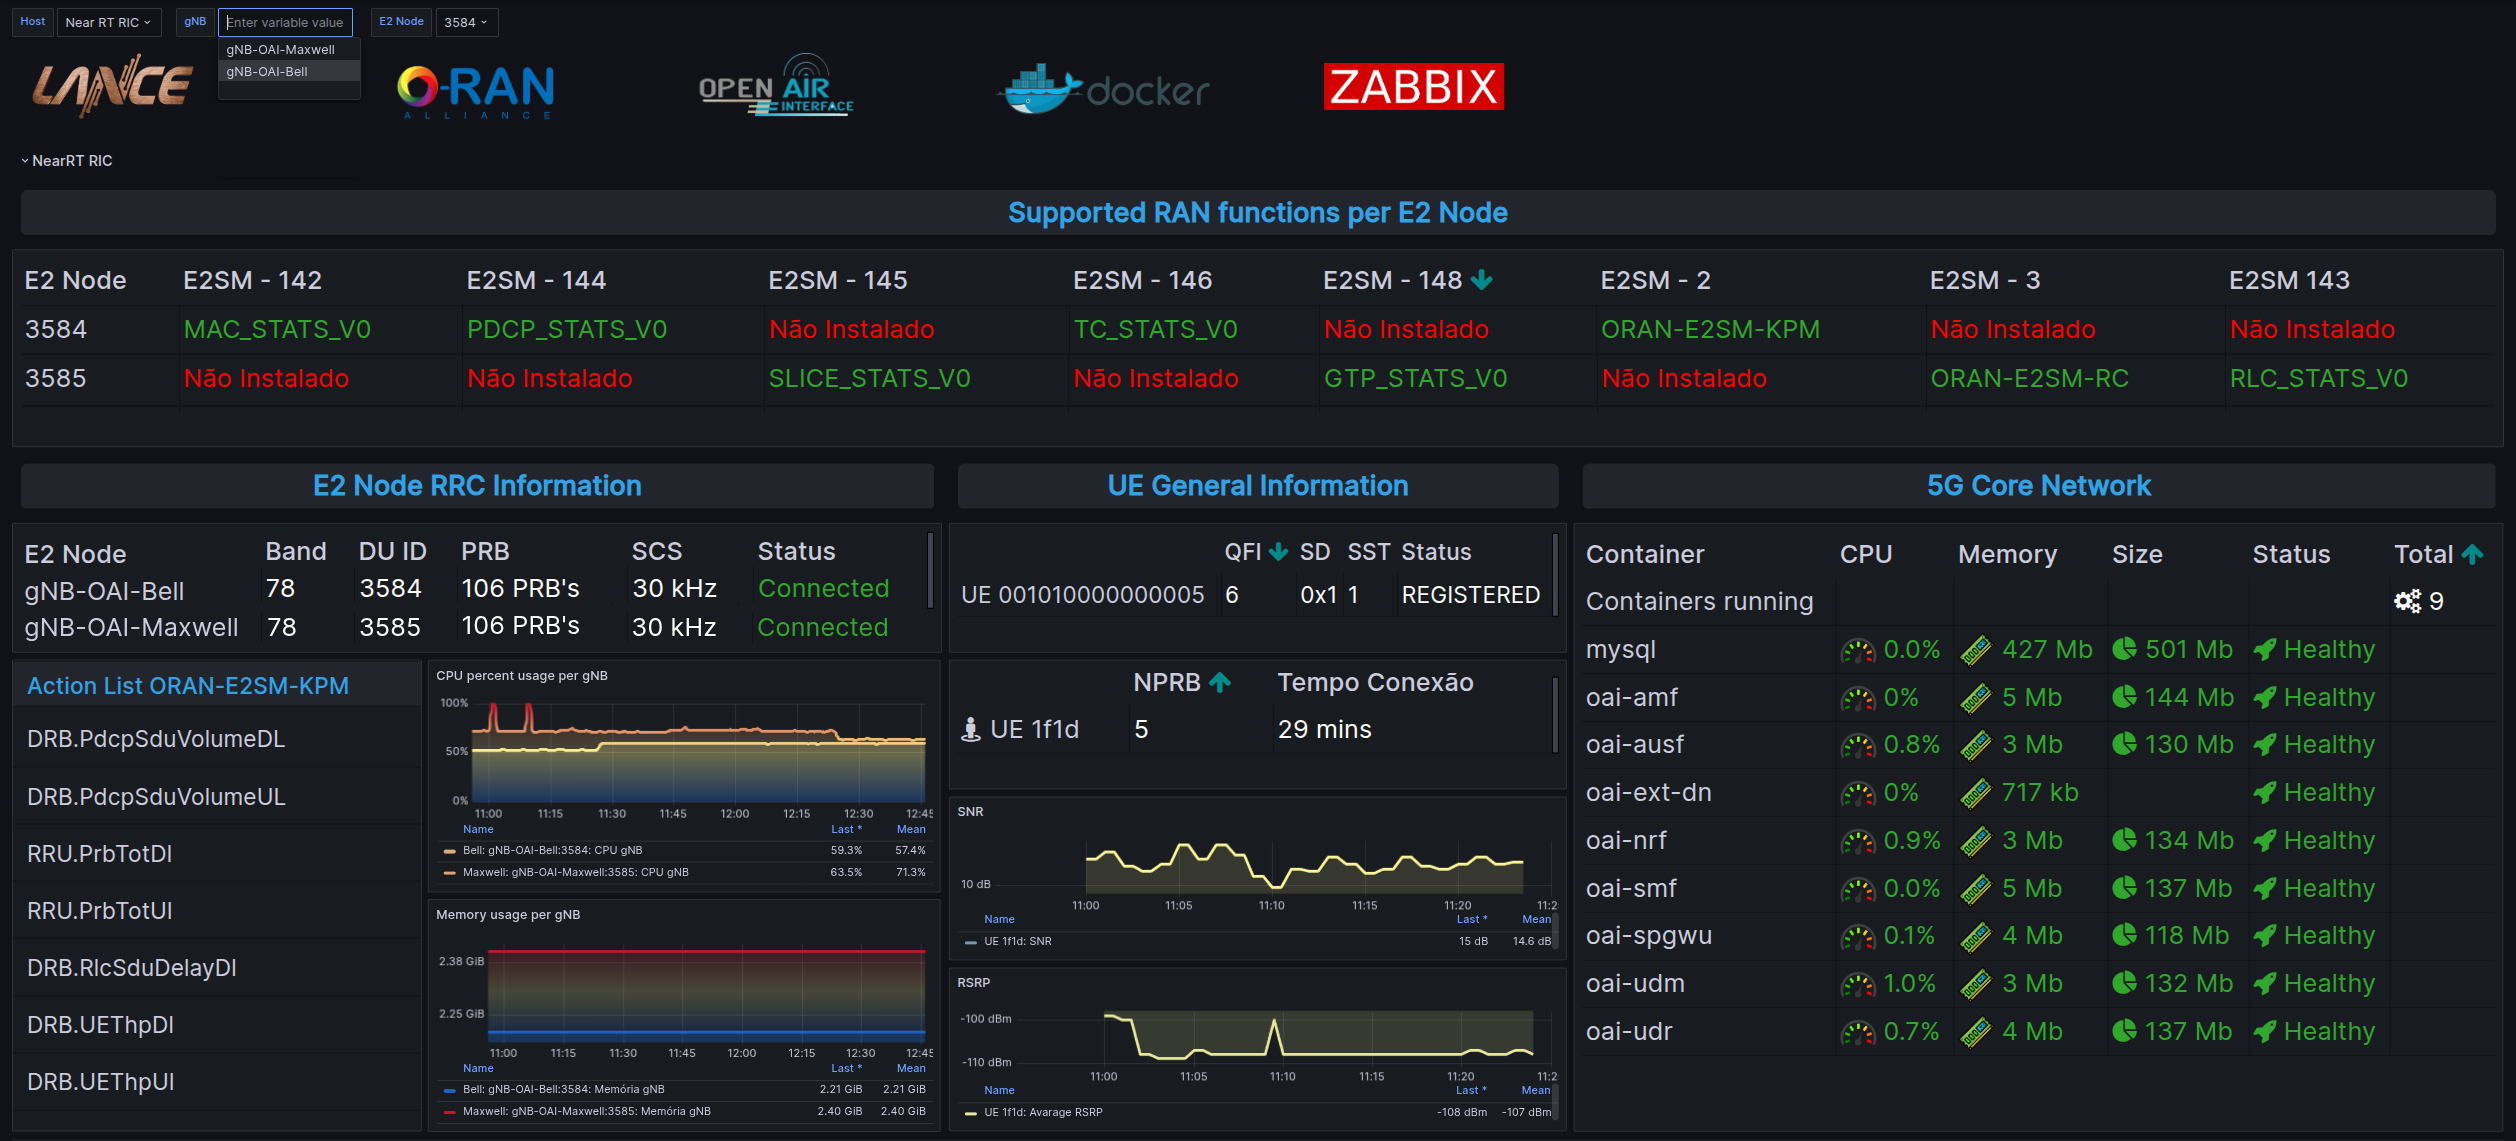 Host Near RT RIC gNB Enter variable value E2 Node 3584
gNB-OAI-Maxwell
gNB-OAI-Bell
LANCE
O-RAN
ALLIANCE
OPEN AIR
INTERFACE
docker
ZABBIX
NearRT RIC
Supported RAN functions per E2 Node
E2 Node E2SM - 142 E2SM - 144 E2SM - 145 E2SM - 146 E2SM - 148 E2SM - 2 E2SM - 3 E2SM 143
3584 MAC_STATS_V0 PDCP_STATS_V0 Não Instalado TC_STATS_V0 Não Instalado ORAN-E2SM-KPM Não Instalado Não Instalado
3585 Não Instalado Não Instalado SLICE_STATS_V0 Não Instalado GTP_STATS_V0 Não Instalado ORAN-E2SM-RC RLC_STATS_V0
E2 Node RRC Information
E2 Node Band DU ID PRB SCS Status
gNB-OAI-Bell 78 3584 106 PRB's 30 kHz Connected
gNB-OAI-Maxwell 78 3585 106 PRB's 30 kHz Connected
Action List ORAN-E2SM-KPM
DRB.PdcpSduVolumeDL
DRB.PdcpSduVolumeUL
RRU.PrbTotDl
RRU.PrbTotUl
DRB.RlcSduDelayDl
DRB.UEThpDl
DRB.UEThpUl
CPU percent usage per gNB
100%
50%
0%
11:00 11:15 11:30 11:45 12:00 12:15 12:30 12:45
Name Last * Mean
Bell: gNB-OAI-Bell:3584: CPU gNB 59.3% 57.4%
Maxwell: gNB-OAI-Maxwell:3585: CPU gNB 63.5% 71.3%
Memory usage per gNB
2.38 GiB
2.25 GiB
11:00 11:15 11:30 11:45 12:00 12:15 12:30 12:45
Name Last * Mean
Bell: gNB-OAI-Bell:3584: Memória gNB 2.21 GiB 2.21 GiB
Maxwell: gNB-OAI-Maxwell:3585: Memória gNB 2.40 GiB 2.40 GiB
UE General Information
QFI SD SST Status
UE 001010000000005 6 0x1 1 REGISTERED
NPRB Tempo Conexão
UE 1f1d 5 29 mins
SNR
10 dB
11:00 11:05 11:10 11:15 11:20 11:2
Name Last * Mean
UE 1f1d: SNR 15 dB 14.6 dB
RSRP
-100 dBm
-110 dBm
11:00 11:05 11:10 11:15 11:20 11:2
Name Last * Mean
UE 1f1d: Avarage RSRP -108 dBm -107 dBm
5G Core Network
Container CPU Memory Size Status Total
Containers running 9
mysql 0.0% 427 Mb 501 Mb Healthy
oai-amf 0% 5 Mb 144 Mb Healthy
oai-ausf 0.8% 3 Mb 130 Mb Healthy
oai-ext-dn 0% 717 kb Healthy
oai-nrf 0.9% 3 Mb 134 Mb Healthy
oai-smf 0.0% 5 Mb 137 Mb Healthy
oai-spgwu 0.1% 4 Mb 118 Mb Healthy
oai-udm 1.0% 3 Mb 132 Mb Healthy
oai-udr 0.7% 4 Mb 137 Mb Healthy